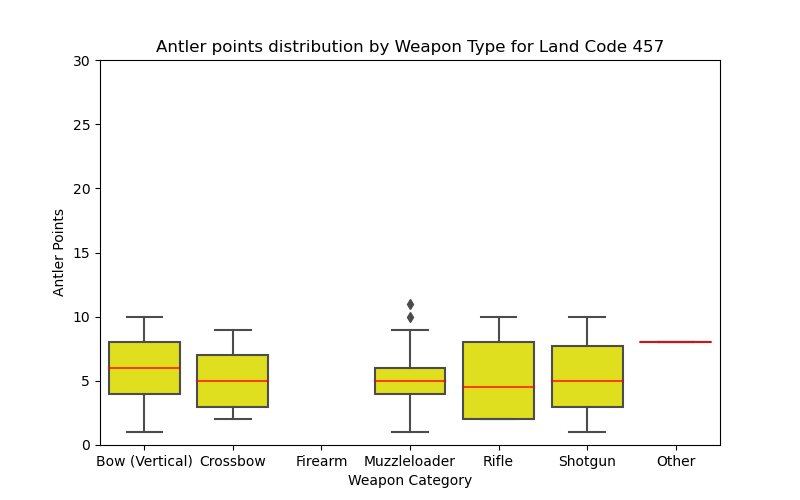 Antler points distribution by Weapon Type for Land Code 457
30
25
20
15
10
5
0
Antler Points
Bow (Vertical) Crossbow Firearm Muzzleloader Rifle Shotgun Other
Weapon Category